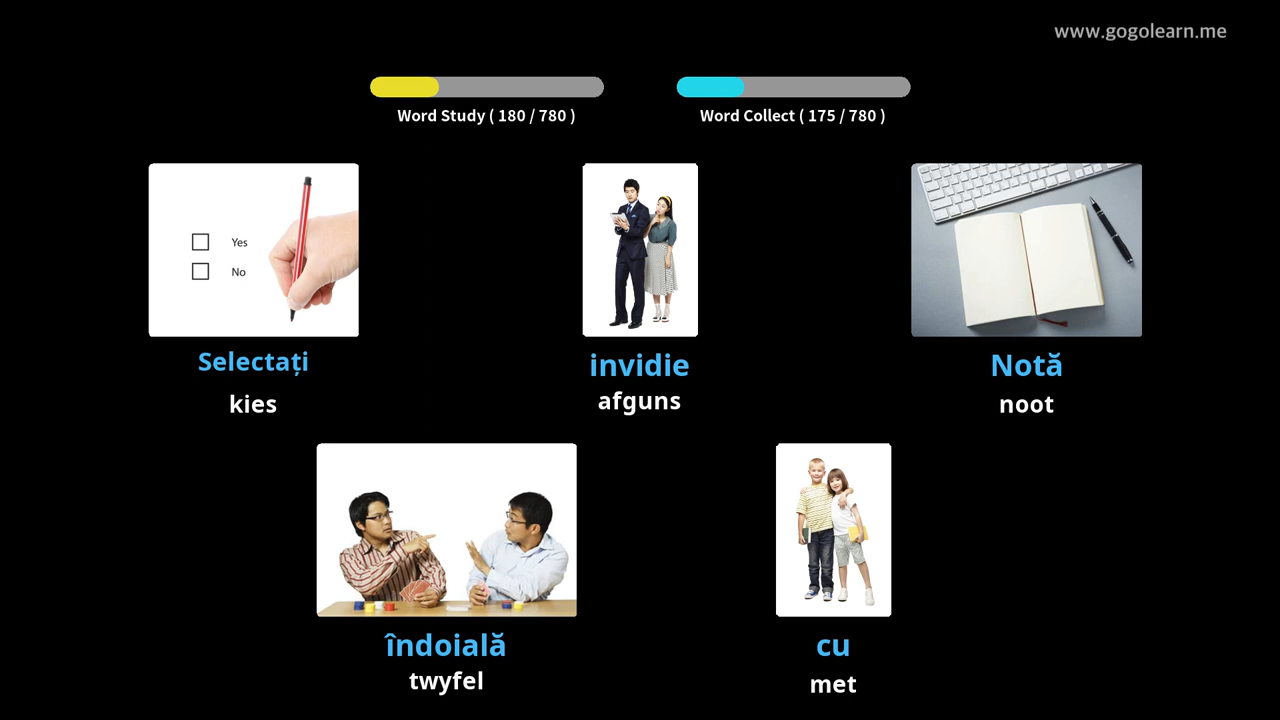 www.gogolearn.me
Word Study ( 180 / 780 )
Word Collect ( 175 / 780 )
Yes
No
Selectați
kies
invidie
afguns
Notă
noot
îndoială
twyfel
cu
met